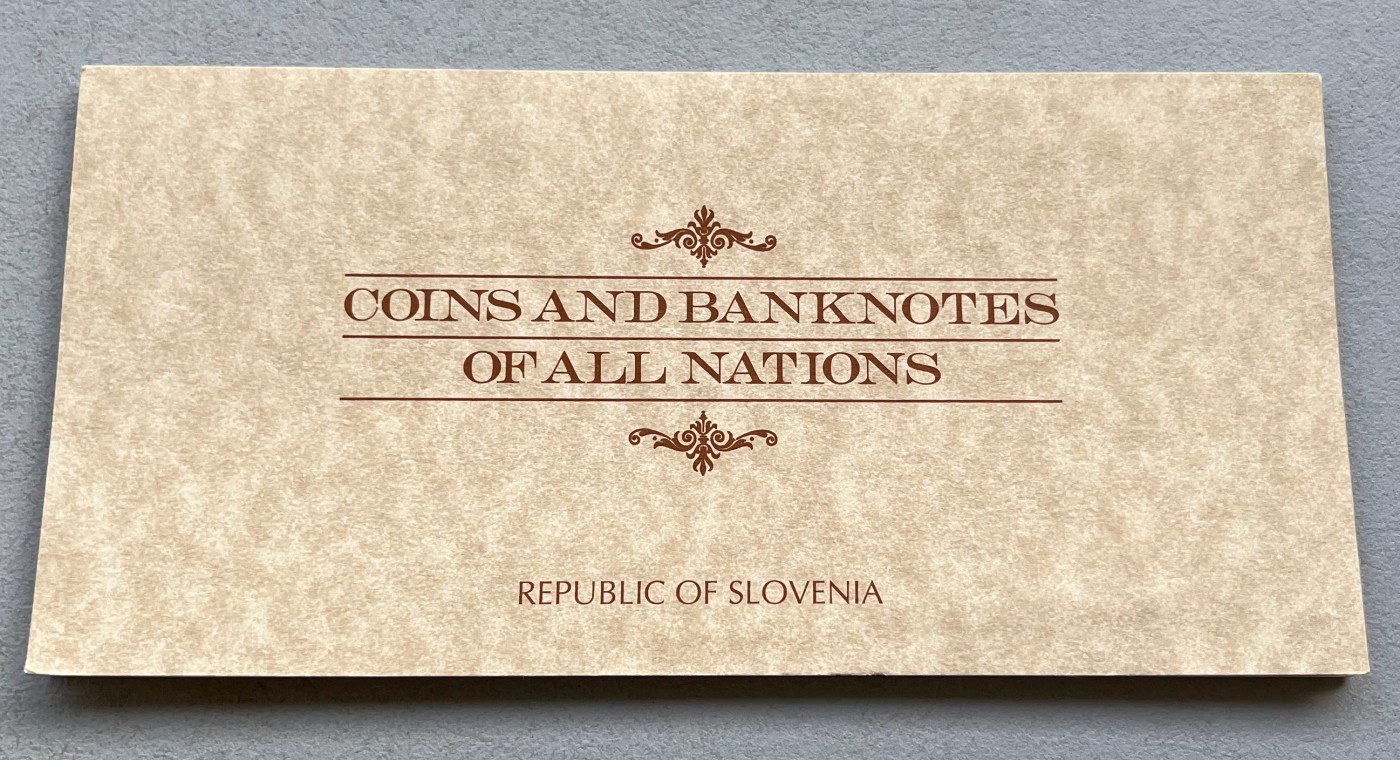 COINS AND BANKNOTES
OF ALL NATIONS
REPUBLIC OF SLOVENIA